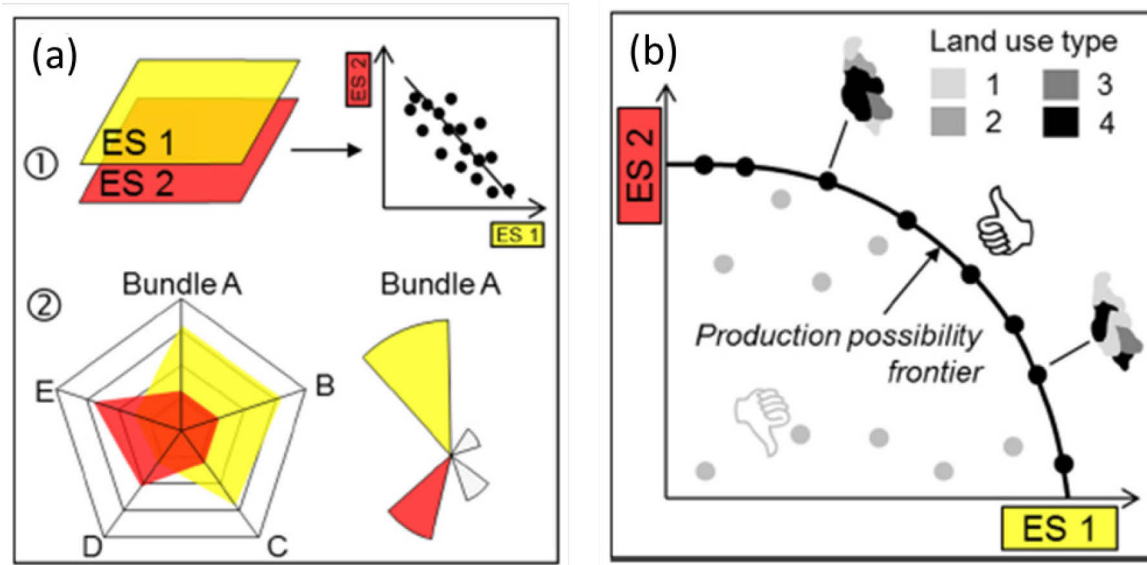 (a)
ES 1
ES 2
①
ES 2
ES 1
②
Bundle A
B
C
D
E
Bundle A
(b)
Land use type
1
3
2
4
ES 2
Production possibility
frontier
ES 1